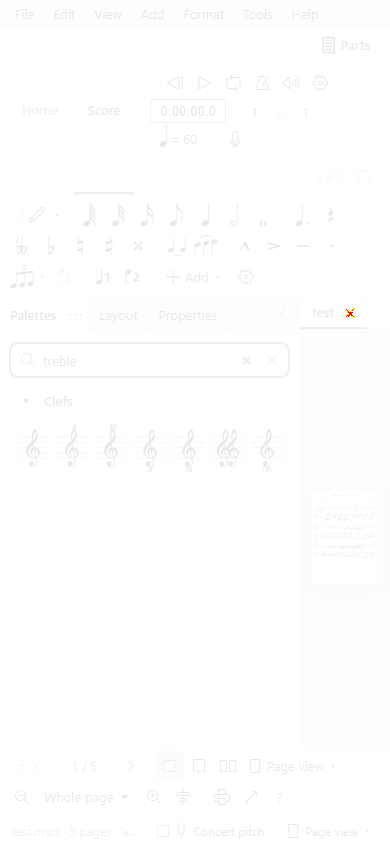 File Edit View Add Format Tools Help
Parts
Home Score 0:00:00.0 1 . 1
= 60
1 2 Add
Palettes Layout Properties test
treble
Clefs
1 / 5 Page view
Whole page ?
test.mscz - 5 pages - la... Concert pitch Page view